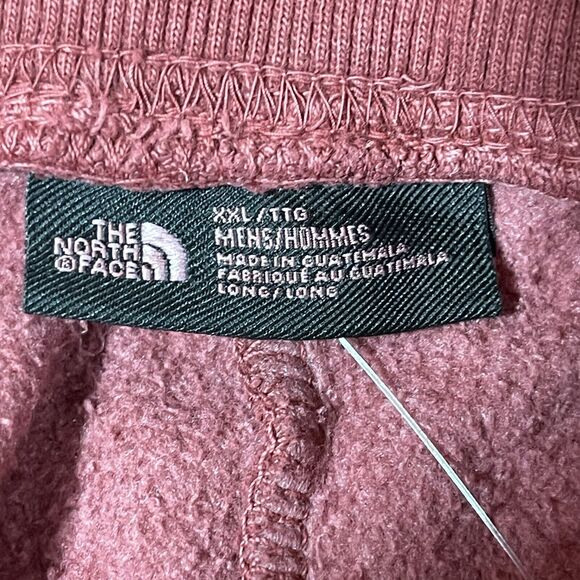 THE
NORTH
®FACE
XXL/TTG
MENS/HOMMES
MADE IN GUATEMALA
FABRIQUÉ AU GUATEMALA
LONG/LONG